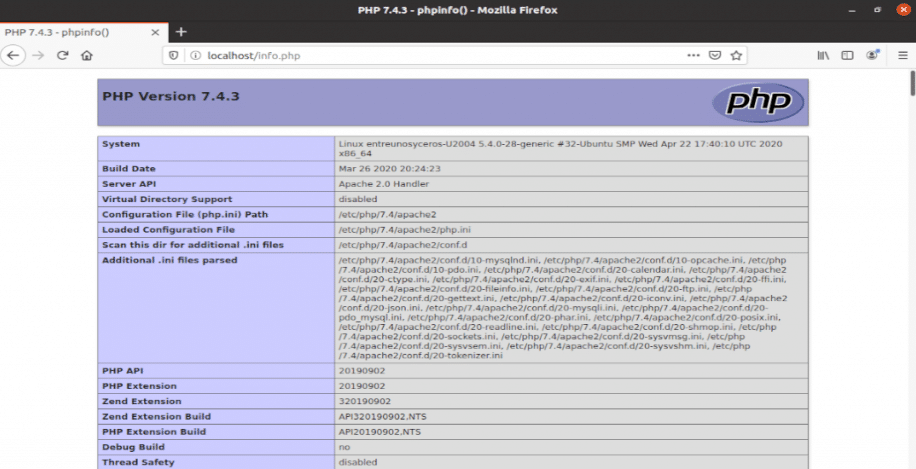 PHP 7.4.3 - phpinfo() - Mozilla Firefox
PHP 7.4.3 - phpinfo()
localhost/info.php
PHP Version 7.4.3
php
System Linux entreunosyceros-U2004 5.4.0-28-generic #32-Ubuntu SMP Wed Apr 22 17:40:10 UTC 2020
x86_64
Build Date Mar 26 2020 20:24:23
Server API Apache 2.0 Handler
Virtual Directory Support disabled
Configuration File (php.ini) Path /etc/php/7.4/apache2
Loaded Configuration File /etc/php/7.4/apache2/php.ini
Scan this dir for additional .ini files /etc/php/7.4/apache2/conf.d
Additional .ini files parsed /etc/php/7.4/apache2/conf.d/10-mysqlnd.ini, /etc/php/7.4/apache2/conf.d/10-opcache.ini, /etc/php
/7.4/apache2/conf.d/10-pdo.ini, /etc/php/7.4/apache2/conf.d/20-calendar.ini, /etc/php/7.4/apache2
/conf.d/20-ctype.ini, /etc/php/7.4/apache2/conf.d/20-exif.ini, /etc/php/7.4/apache2/conf.d/20-ffi.ini,
/etc/php/7.4/apache2/conf.d/20-fileinfo.ini, /etc/php/7.4/apache2/conf.d/20-ftp.ini, /etc/php
/7.4/apache2/conf.d/20-gettext.ini, /etc/php/7.4/apache2/conf.d/20-iconv.ini, /etc/php/7.4/apache2
/conf.d/20-json.ini, /etc/php/7.4/apache2/conf.d/20-mysqli.ini, /etc/php/7.4/apache2/conf.d/20-
pdo_mysql.ini, /etc/php/7.4/apache2/conf.d/20-phar.ini, /etc/php/7.4/apache2/conf.d/20-posix.ini,
/etc/php/7.4/apache2/conf.d/20-readline.ini, /etc/php/7.4/apache2/conf.d/20-shmop.ini, /etc/php
/7.4/apache2/conf.d/20-sockets.ini, /etc/php/7.4/apache2/conf.d/20-sysvmsg.ini, /etc/php
/7.4/apache2/conf.d/20-sysvsem.ini, /etc/php/7.4/apache2/conf.d/20-sysvshm.ini, /etc/php
/7.4/apache2/conf.d/20-tokenizer.ini
PHP API 20190902
PHP Extension 20190902
Zend Extension 320190902
Zend Extension Build API320190902,NTS
PHP Extension Build API20190902,NTS
Debug Build no
Thread Safety disabled